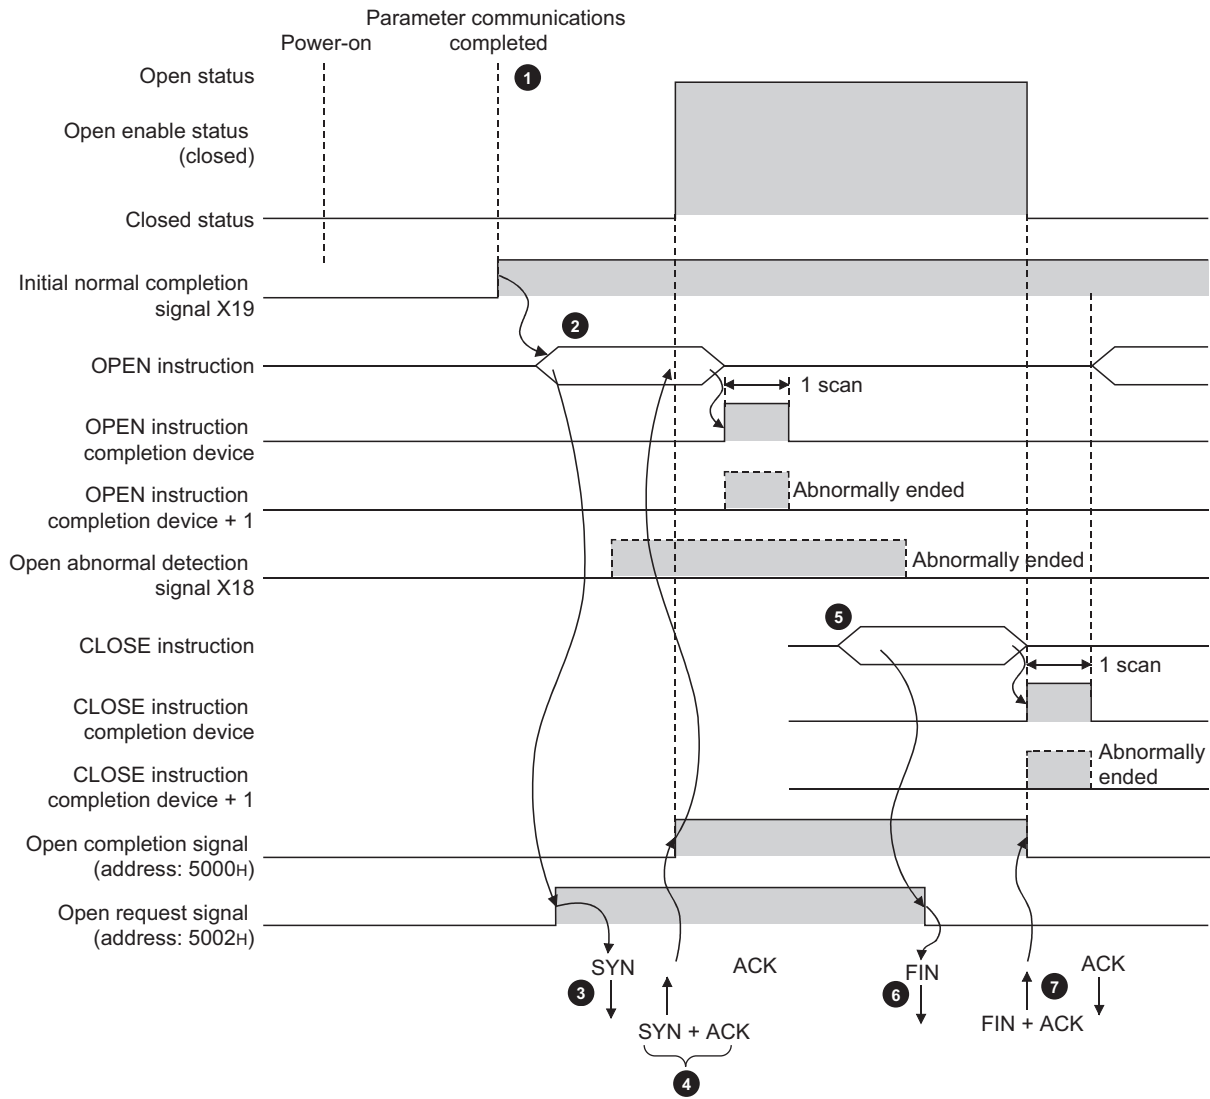 Parameter communications
Power-on
completed
1
Open status
Open enable status
(closed)
Closed status
Initial normal completion
signal X19
2
OPEN instruction
1 scan
OPEN instruction
completion device
OPEN instruction
completion device + 1
Abnormally ended
Open abnormal detection
signal X18
Abnormally ended
5
CLOSE instruction
1 scan
CLOSE instruction
completion device
CLOSE instruction
completion device + 1
Abnormally
ended
Open completion signal
(address: 5000H)
Open request signal
(address: 5002H)
SYN
ACK
FIN
ACK
3
6
7
SYN + ACK
FIN + ACK
4